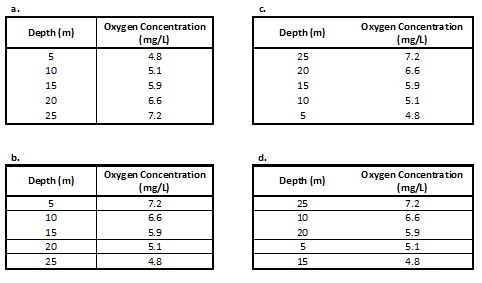 a.
Depth (m) Oxygen Concentration
(mg/L)
5 4.8
10 5.1
15 5.9
20 6.6
25 7.2
c.
Depth (m) Oxygen Concentration
(mg/L)
25 7.2
20 6.6
15 5.9
10 5.1
5 4.8
b.
Depth (m) Oxygen Concentration
(mg/L)
5 7.2
10 6.6
15 5.9
20 5.1
25 4.8
d.
Depth (m) Oxygen Concentration
(mg/L)
25 7.2
10 6.6
20 5.9
5 5.1
15 4.8